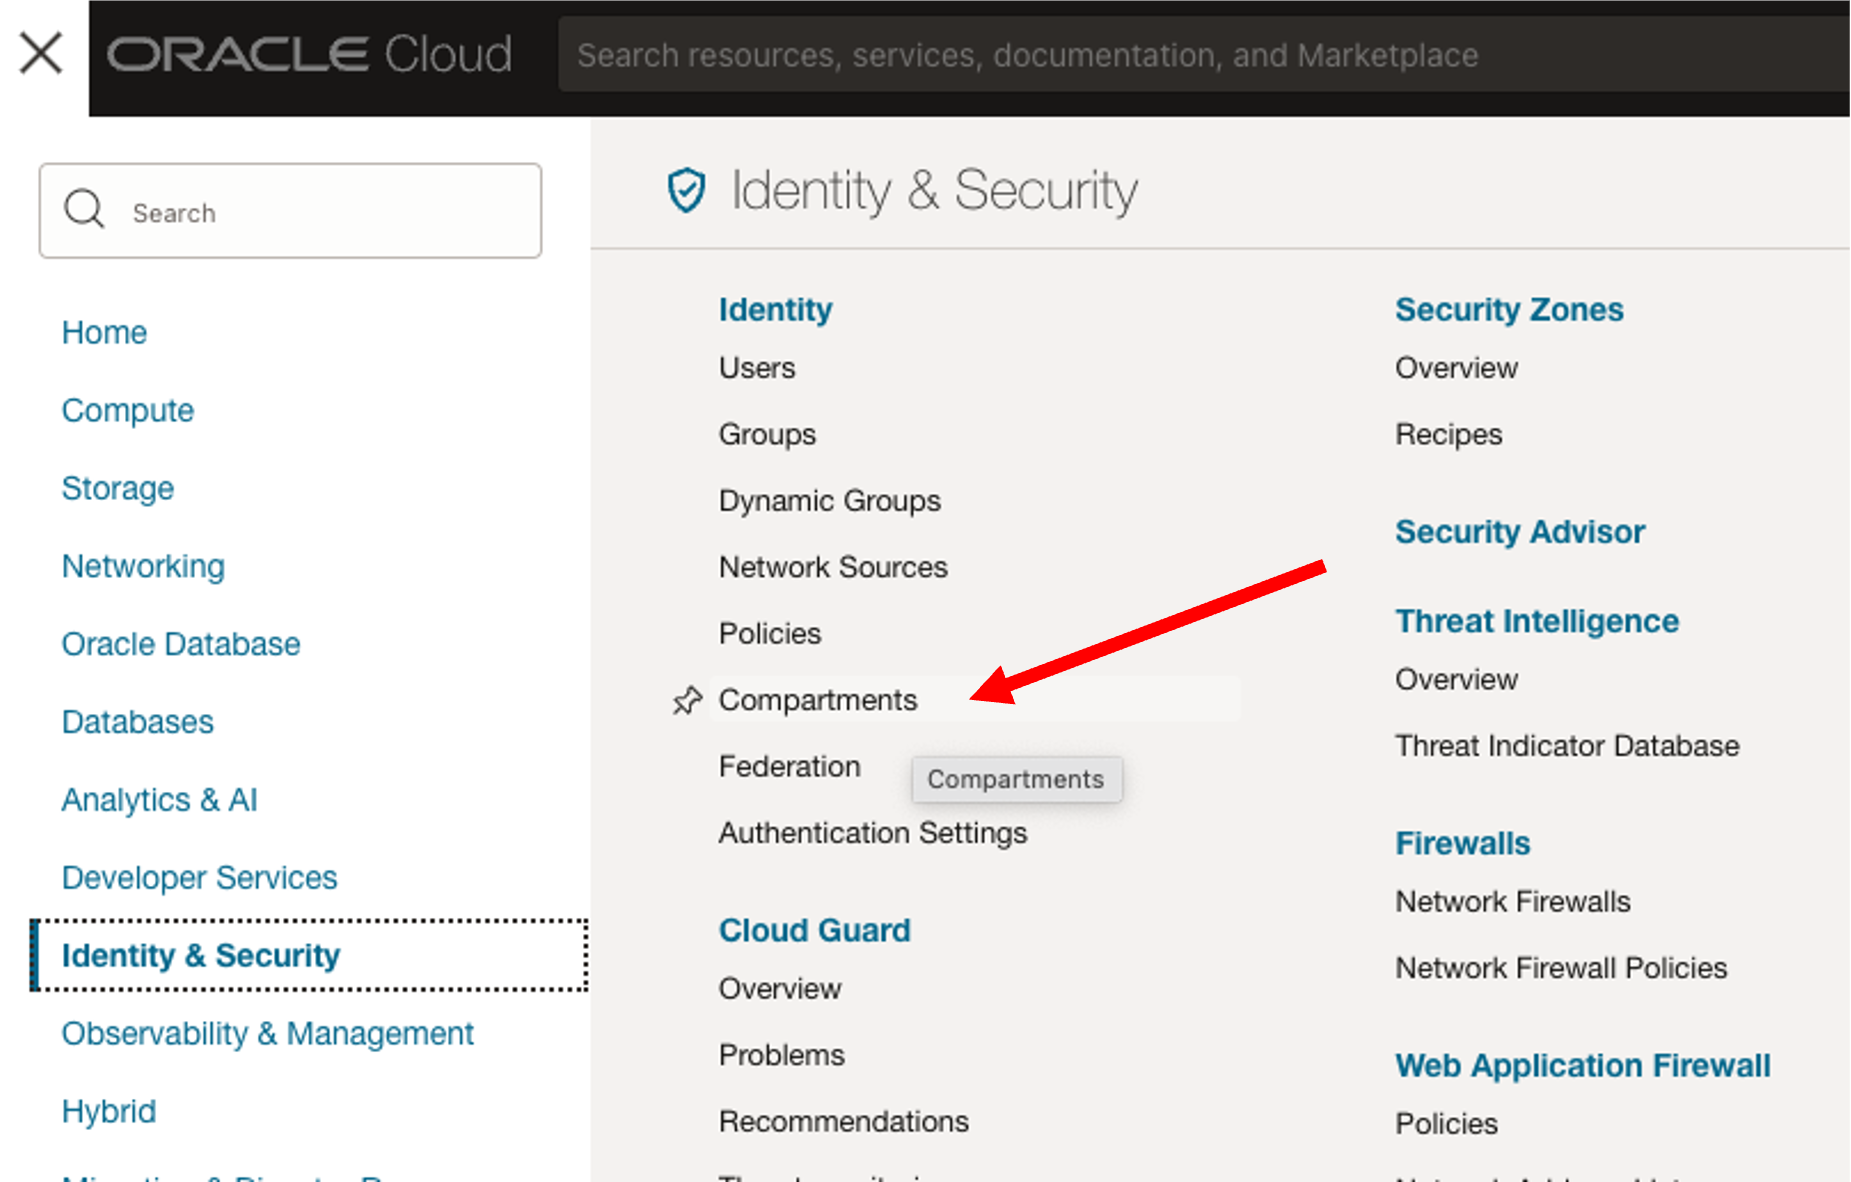 ORACLE Cloud
Search resources, services, documentation, and Marketplace
Search
Home
Compute
Storage
Networking
Oracle Database
Databases
Analytics & AI
Developer Services
Identity & Security
Observability & Management
Hybrid
Identity & Security
Identity
Users
Groups
Dynamic Groups
Network Sources
Policies
Compartments
Federation
Compartments
Authentication Settings
Cloud Guard
Overview
Problems
Recommendations
Security Zones
Overview
Recipes
Security Advisor
Threat Intelligence
Overview
Threat Indicator Database
Firewalls
Network Firewalls
Network Firewall Policies
Web Application Firewall
Policies